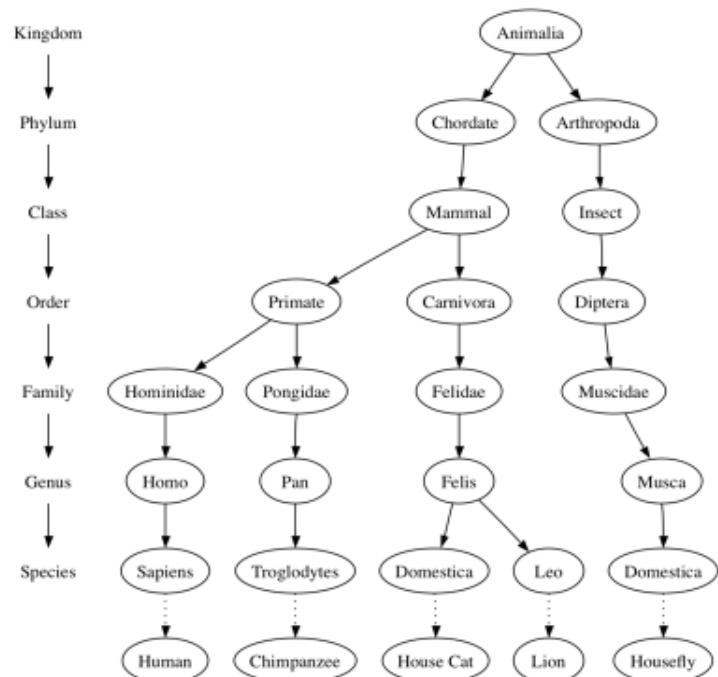 Kingdom Animalia
Phylum Chordate Arthropoda
Class Mammal Insect
Order Primate Carnivora Diptera
Family Hominidae Pongidae Felidae Muscidae
Genus Homo Pan Felis Musca
Species Sapiens Troglodytes Domestica Leo Domestica
Human Chimpanzee House Cat Lion Housefly